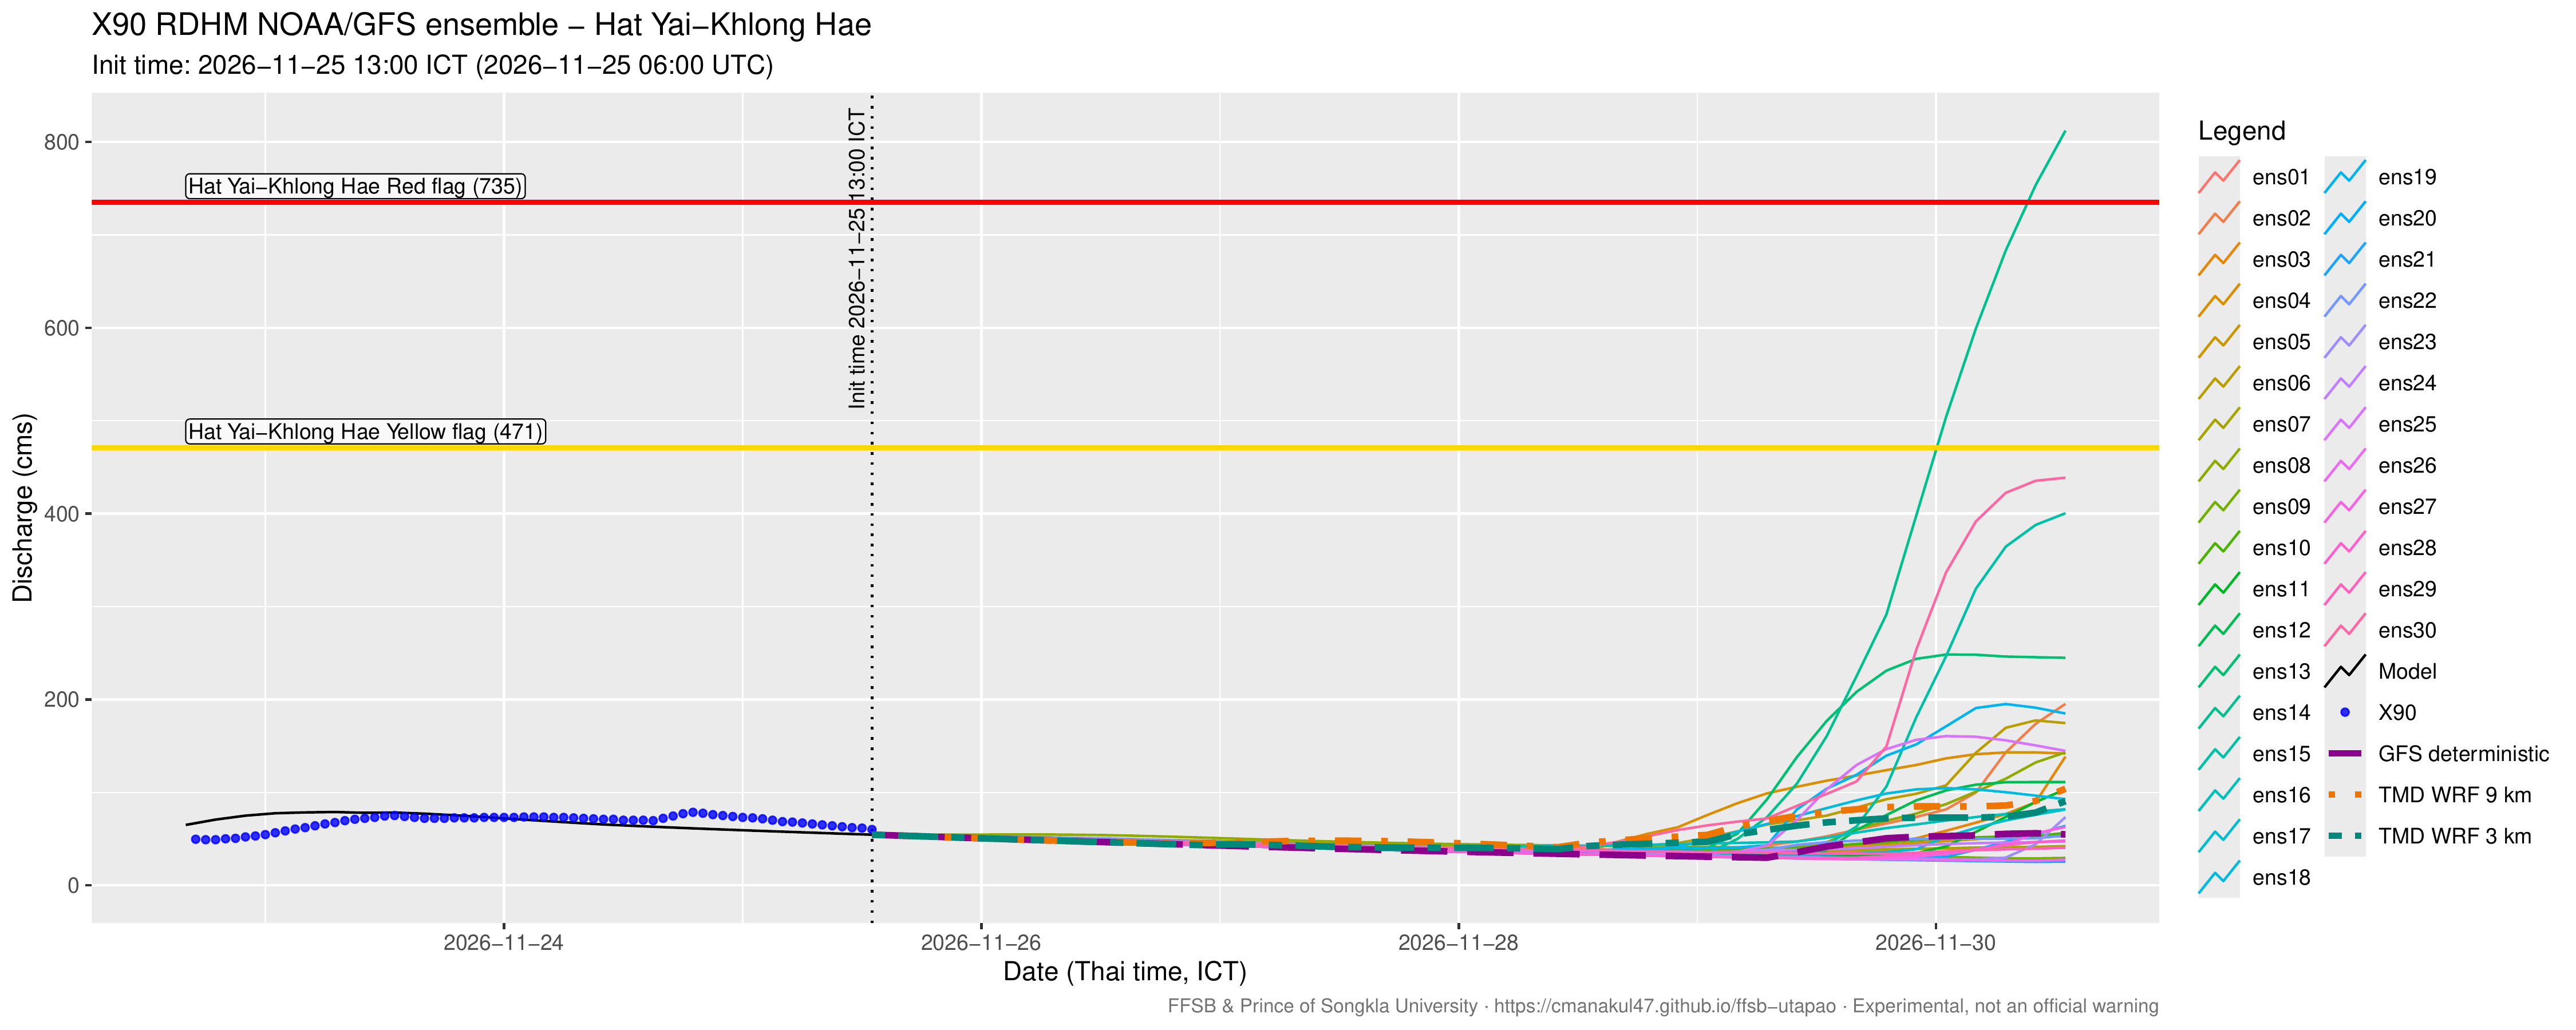 X90 RDHM NOAA/GFS ensemble − Hat Yai−Khlong Hae
Init time: 2026−11−25 13:00 ICT (2026−11−25 06:00 UTC)
Discharge (cms)
800
600
400
200
0
Hat Yai−Khlong Hae Red flag (735)
Hat Yai−Khlong Hae Yellow flag (471)
Init time 2026−11−25 13:00 ICT
2026−11−24
2026−11−26
2026−11−28
2026−11−30
Date (Thai time, ICT)
Legend
ens01
ens02
ens03
ens04
ens05
ens06
ens07
ens08
ens09
ens10
ens11
ens12
ens13
ens14
ens15
ens16
ens17
ens18
ens19
ens20
ens21
ens22
ens23
ens24
ens25
ens26
ens27
ens28
ens29
ens30
Model
X90
GFS deterministic
TMD WRF 9 km
TMD WRF 3 km
FFSB & Prince of Songkla University · https://cmanakul47.github.io/ffsb−utapao · Experimental, not an official warning